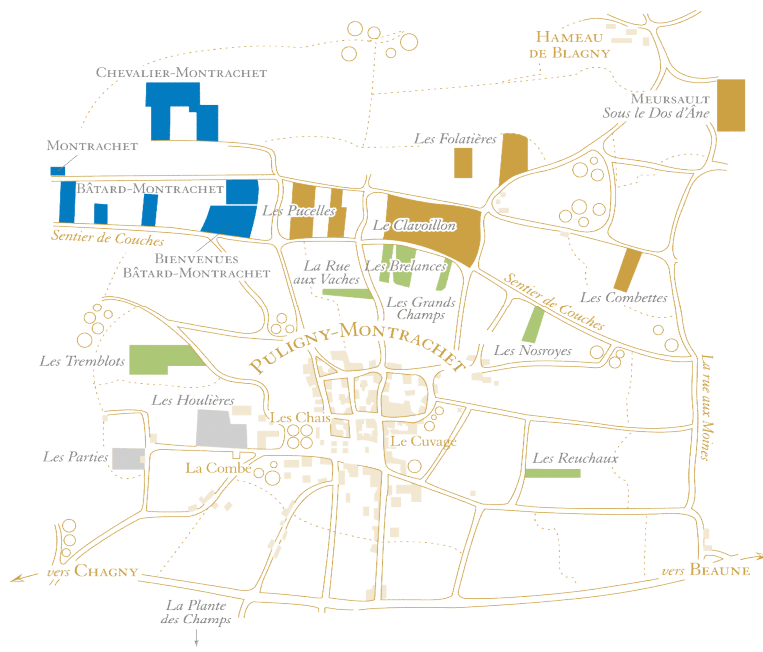 HAMEAU
DE BLAGNY
CHEVALIER-MONTRACHET
MEURSAULT
Sous le Dos d'Âne
Les Folatières
MONTRACHET
BÂTARD-MONTRACHET
Les Pucelles
Le Clavoillon
Sentier de Couches
BIENVENUES
BÂTARD-MONTRACHET
La Rue
aux Vaches
Les Brelances
Les Grands
Champs
Sentier de Couches
Les Combettes
PULIGNY-MONTRACHET
Les Nosroyes
Les Tremblots
La rue aux Moines
Les Houlières
Les Chais
Le Cuvage
Les Parties
La Combe
Les Reuchaux
vers CHAGNY
vers BEAUNE
La Plante
des Champs